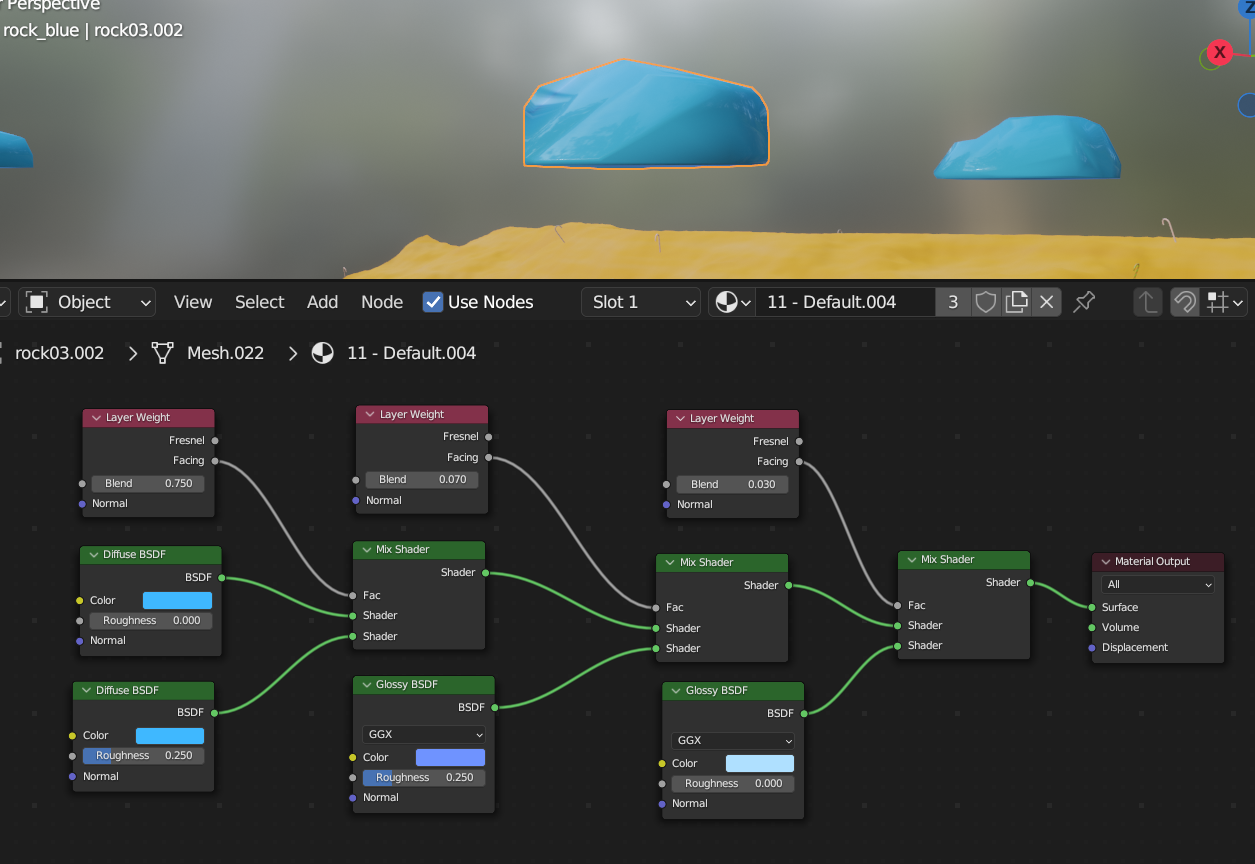 Perspective
rock_blue | rock03.002
Z
X
Object
View
Select
Add
Node
Use Nodes
Slot 1
11 - Default.004
3
rock03.002
Mesh.022
11 - Default.004
Layer Weight
Fresnel
Facing
Blend 0.750
Normal
Layer Weight
Fresnel
Facing
Blend 0.070
Normal
Layer Weight
Fresnel
Facing
Blend 0.030
Normal
Diffuse BSDF
BSDF
Color
Roughness 0.000
Normal
Mix Shader
Shader
Fac
Shader
Shader
Mix Shader
Shader
Fac
Shader
Shader
Mix Shader
Shader
Fac
Shader
Shader
Material Output
All
Surface
Volume
Displacement
Diffuse BSDF
BSDF
Color
Roughness 0.250
Normal
Glossy BSDF
BSDF
GGX
Color
Roughness 0.250
Normal
Glossy BSDF
BSDF
GGX
Color
Roughness 0.000
Normal